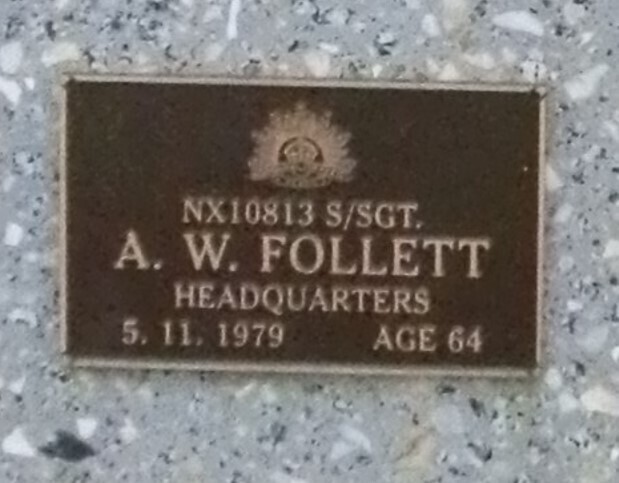 NX10813 S/SGT.
A. W. FOLLETT
HEADQUARTERS
5. 11. 1979 AGE 64